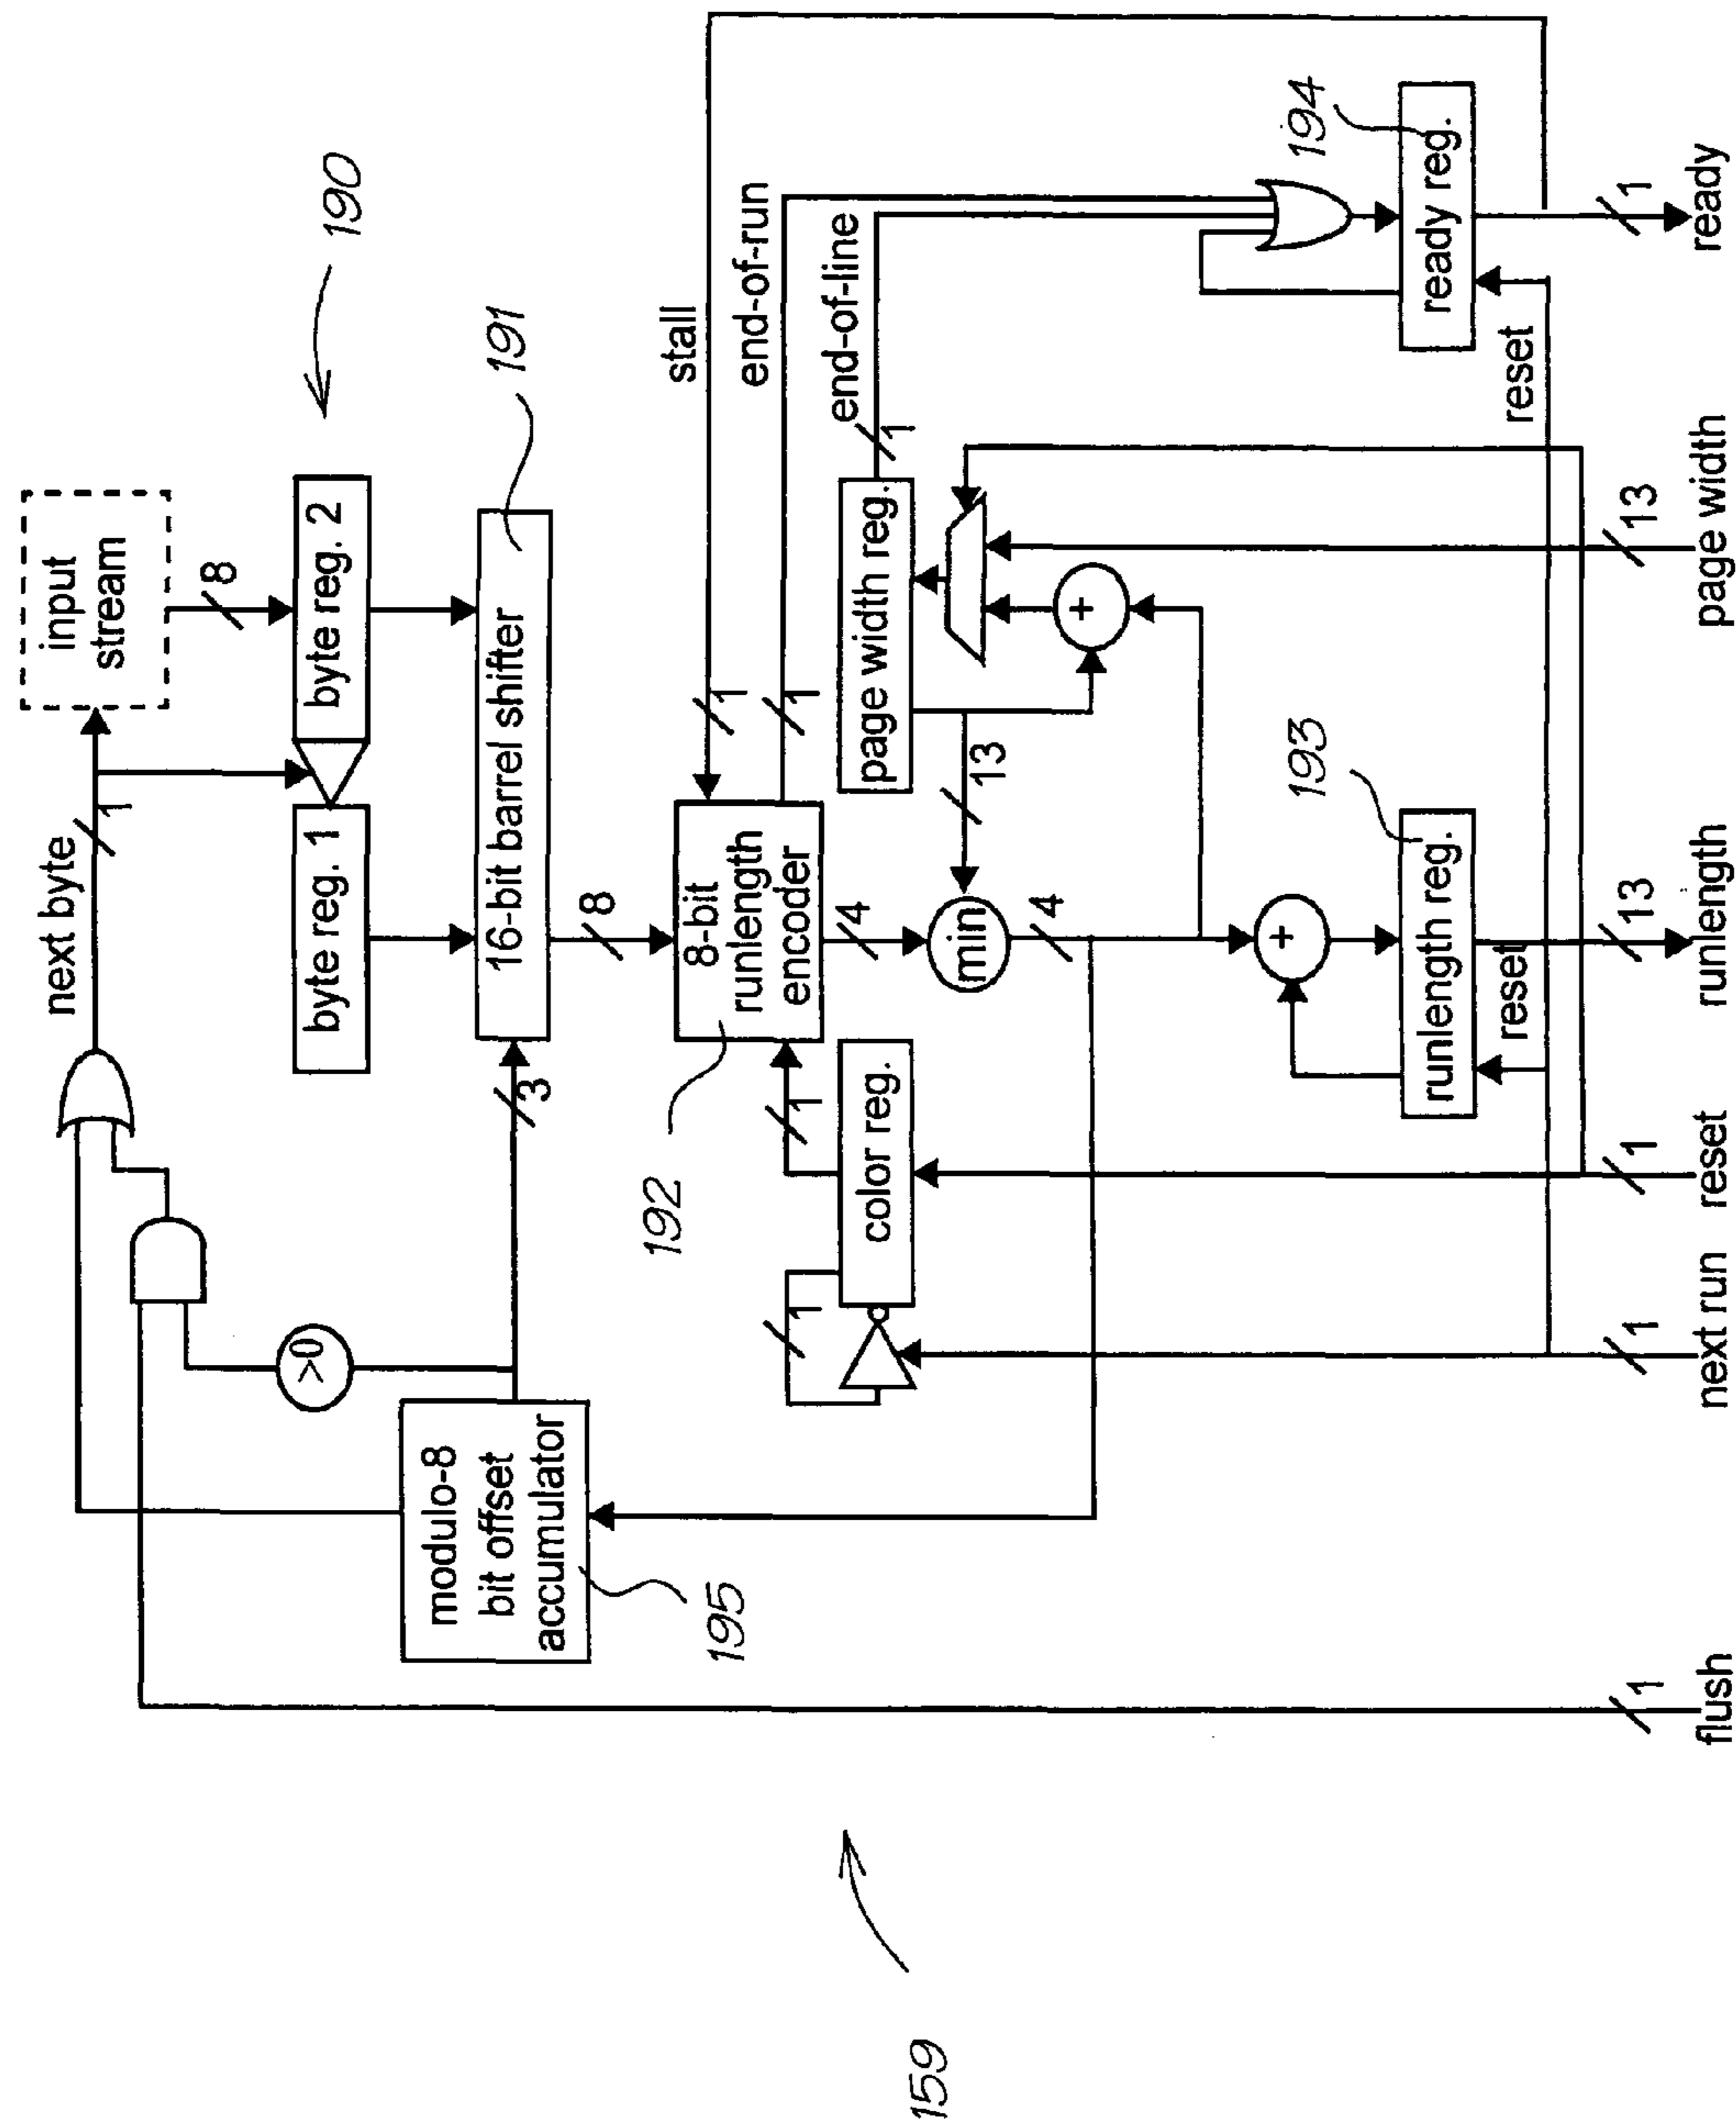 next byte
1
input
stream
8
190
byte reg. 1
byte reg. 2
191
16-bit barrel shifter
3
8
>0
modulo-8
bit offset
accumulator
195
192
8-bit
runlength
encoder
1
1
stall
end-of-run
end-of-line
1
color reg.
1
1
4
min
4
13
page width reg.
+
+
193
runlength reg.
reset
194
ready reg.
reset
1
flush
1
next run
1
reset
13
runlength
13
page width
1
ready
159